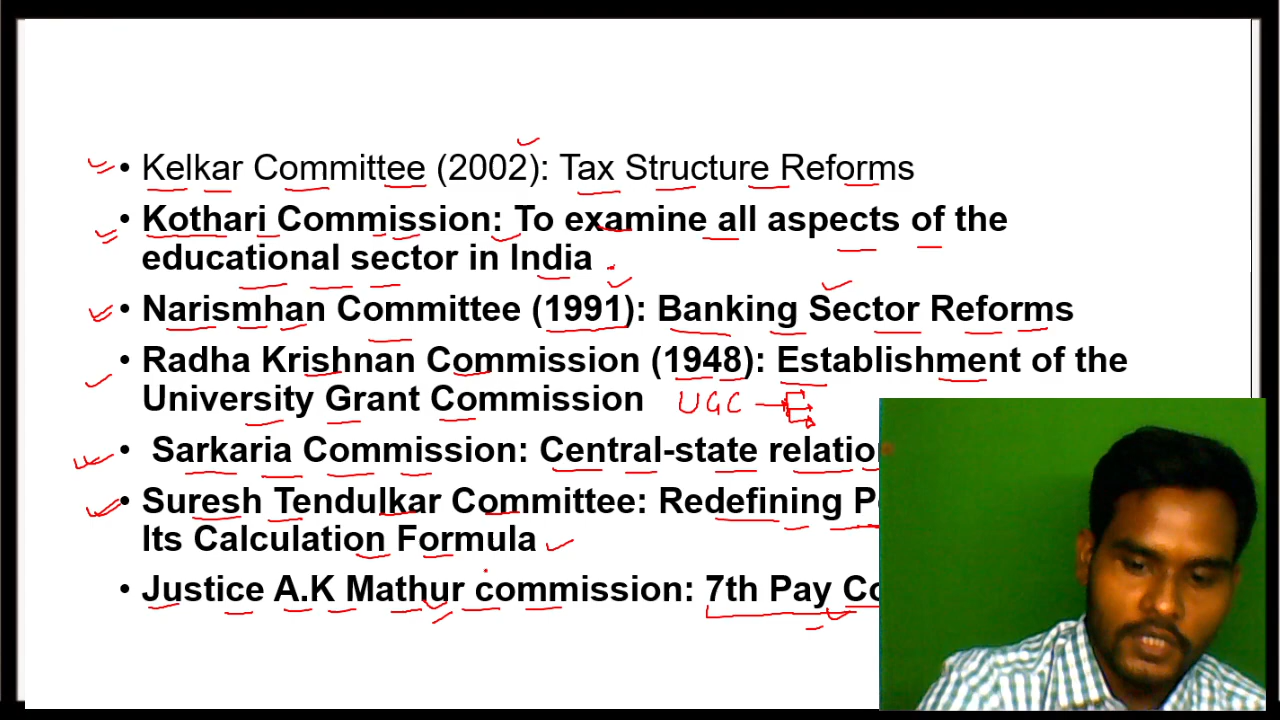 • Kelkar Committee (2002): Tax Structure Reforms
• Kothari Commission: To examine all aspects of the
educational sector in India
• Narismhan Committee (1991): Banking Sector Reforms
• Radha Krishnan Commission (1948): Establishment of the
University Grant Commission UGC
• Sarkaria Commission: Central-state
• Suresh Tendulkar Committee: Redefining
Its Calculation Formula
• Justice A.K Mathur commission: 7th Pay